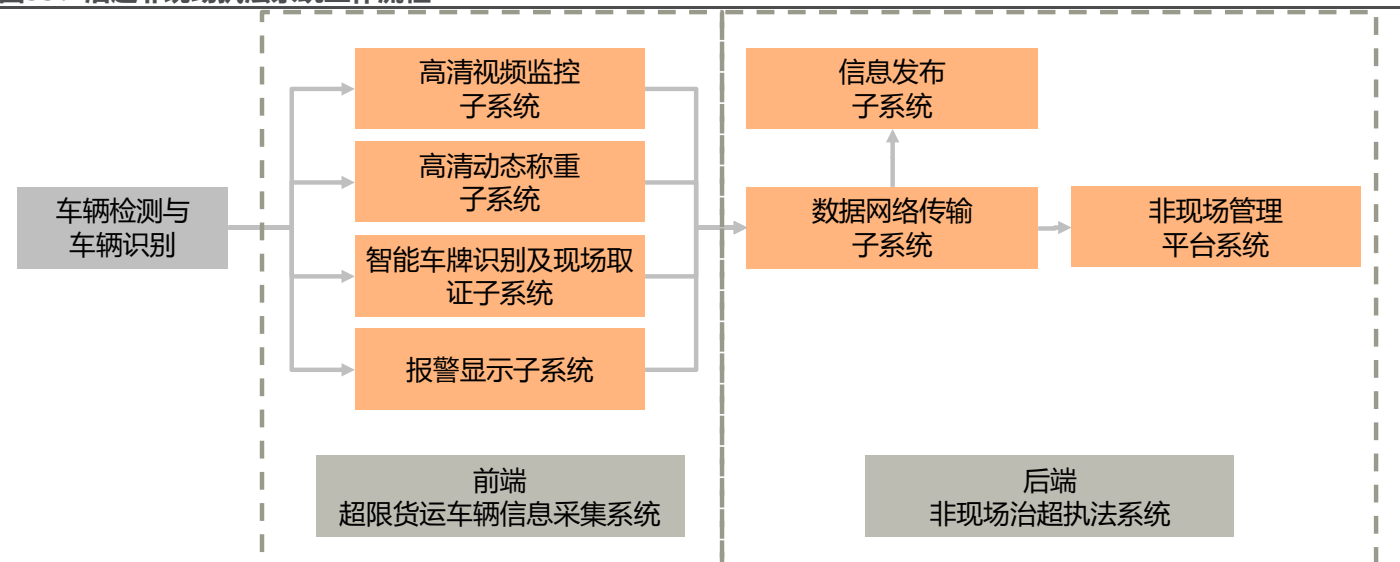 车辆检测与
车辆识别
高清视频监控
子系统
高清动态称重
子系统
智能车牌识别及现场取
证子系统
报警显示子系统
前端
超限货运车辆信息采集系统
信息发布
子系统
数据网络传输
子系统
非现场管理
平台系统
后端
非现场治超执法系统